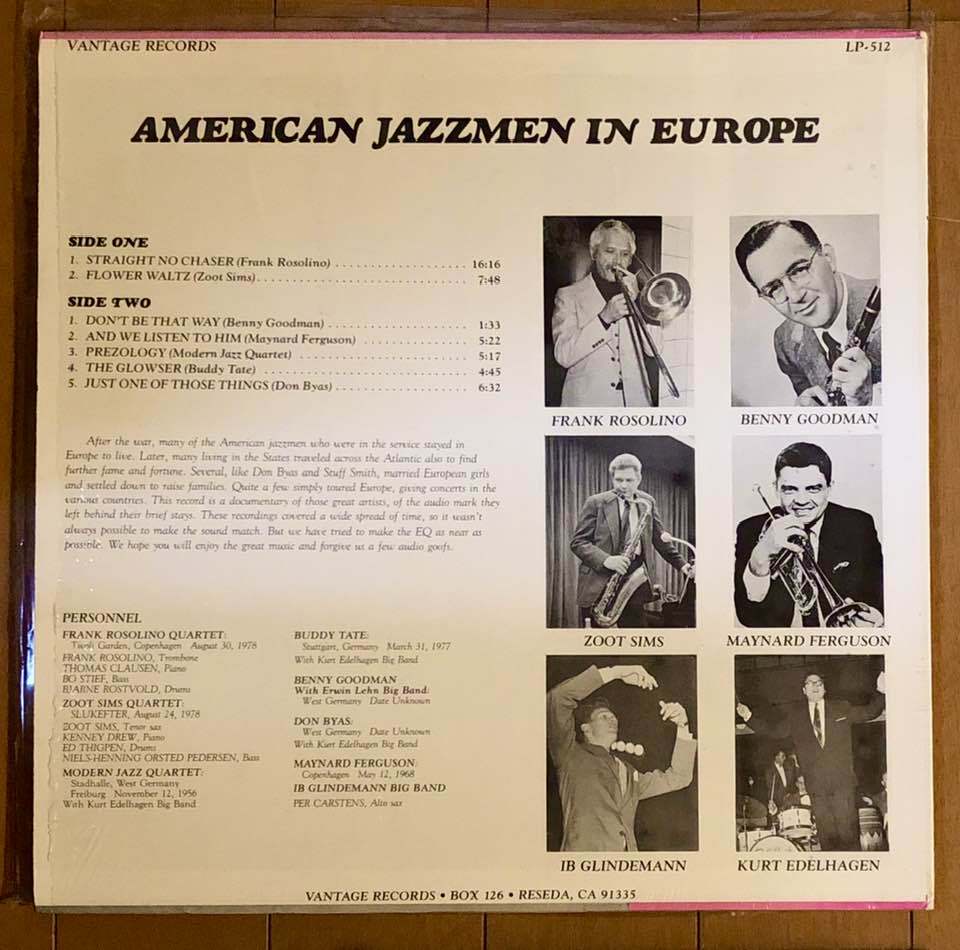 VANTAGE RECORDS
LP-512
AMERICAN JAZZMEN IN EUROPE
SIDE ONE
1. STRAIGHT NO CHASER (Frank Rosolino) . . . . . . . . . . . . . . . . . . 16:16
2. FLOWER WALTZ (Zoot Sims). . . . . . . . . . . . . . . . . . . . . . . . . . . . 7:48
SIDE TWO
1. DON'T BE THAT WAY (Benny Goodman) . . . . . . . . . . . . . . . . . . . 1:33
2. AND WE LISTEN TO HIM (Maynard Ferguson) . . . . . . . . . . . . . . . 5:22
3. PREZOLOGY (Modern Jazz Quartet) . . . . . . . . . . . . . . . . . . . . . . 5:17
4. THE GLOWSER (Buddy Tate) . . . . . . . . . . . . . . . . . . . . . . . . . . . 4:45
5. JUST ONE OF THOSE THINGS (Don Byas) . . . . . . . . . . . . . . . . . . 6:32
After the war, many of the American jazzmen who were in the service stayed in
Europe to live. Later, many living in the States traveled across the Atlantic also to find
further fame and fortune. Several, like Don Byas and Stuff Smith, married European girls
and settled down to raise families. Quite a few simply toured Europe, giving concerts in the
various countries. This record is a documentary of those great artists, of the audio mark they
left behind their brief stays. These recordings covered a wide spread of time, so it wasn't
always possible to make the sound match. But we have tried to make the EQ as near as
possible. We hope you will enjoy the great music and forgive us a few audio goofs.
PERSONNEL
FRANK ROSOLINO QUARTET:
Tivoli Garden, Copenhagen August 30, 1978
FRANK ROSOLINO, Trombone
THOMAS CLAUSEN, Piano
BO STIEF, Bass
BJARNE ROSTVOLD, Drums
ZOOT SIMS QUARTET:
SLUKEFTER, August 24, 1978
ZOOT SIMS, Tenor sax
KENNEY DREW, Piano
ED THIGPEN, Drums
NIELS-HENNING ORSTED PEDERSEN, Bass
MODERN JAZZ QUARTET:
Stadhalle, West Germany
Freiburg November 12, 1956
With Kurt Edelhagen Big Band
BUDDY TATE:
Stuttgart, Germany March 31, 1977
With Kurt Edelhagen Big Band
BENNY GOODMAN
With Erwin Lehn Big Band:
West Germany Date Unknown
DON BYAS:
West Germany Date Unknown
With Kurt Edelhagen Big Band
MAYNARD FERGUSON:
Copenhagen May 12, 1968
IB GLINDEMANN BIG BAND
PER CARSTENS, Alto sax
FRANK ROSOLINO
BENNY GOODMAN
ZOOT SIMS
MAYNARD FERGUSON
IB GLINDEMANN
KURT EDELHAGEN
VANTAGE RECORDS • BOX 126 • RESEDA, CA 91335